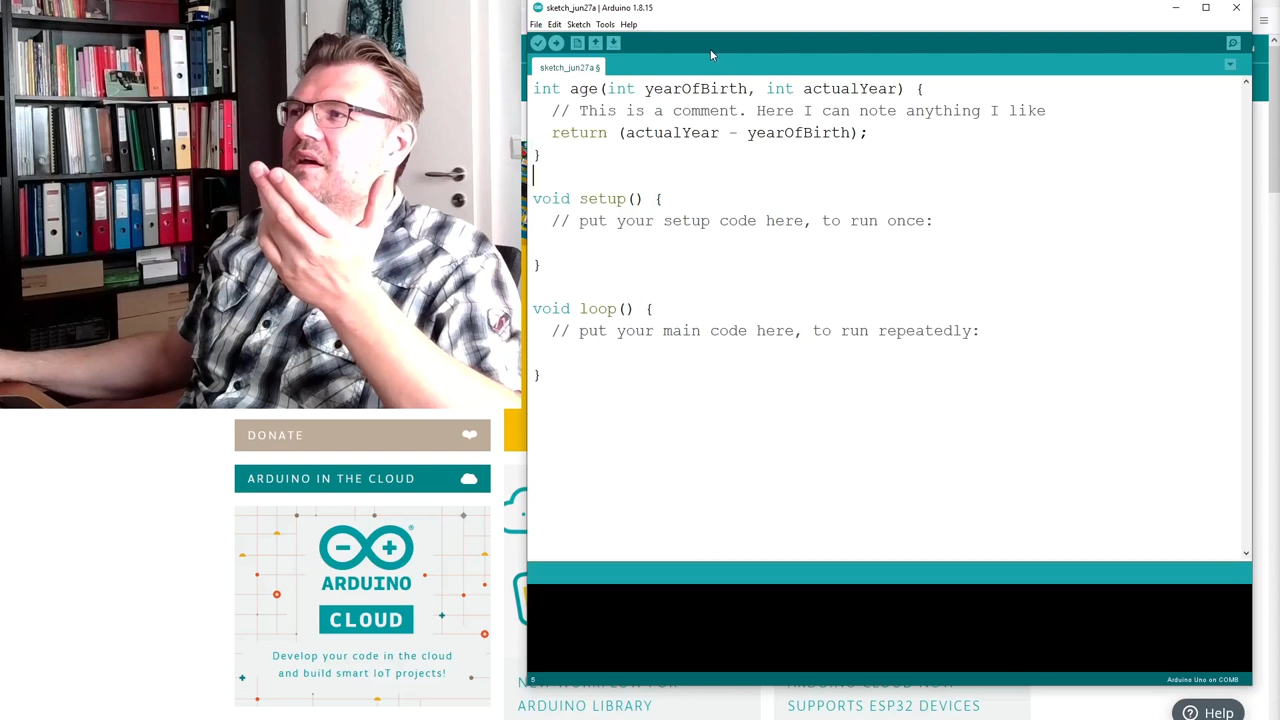 sketch_jun27a | Arduino 1.8.15
File Edit Sketch Tools Help
sketch_jun27a §
int age(int yearOfBirth, int actualYear) {
// This is a comment. Here I can note anything I like
return (actualYear - yearOfBirth);
}
void setup() {
// put your setup code here, to run once:
}
void loop() {
// put your main code here, to run repeatedly:
}
5
Arduino Uno on COM8
DONATE
ARDUINO IN THE CLOUD
ARDUINO
CLOUD
Develop your code in the cloud
and build smart IoT projects!
ARDUINO LIBRARY
SUPPORTS ESP32 DEVICES
Help